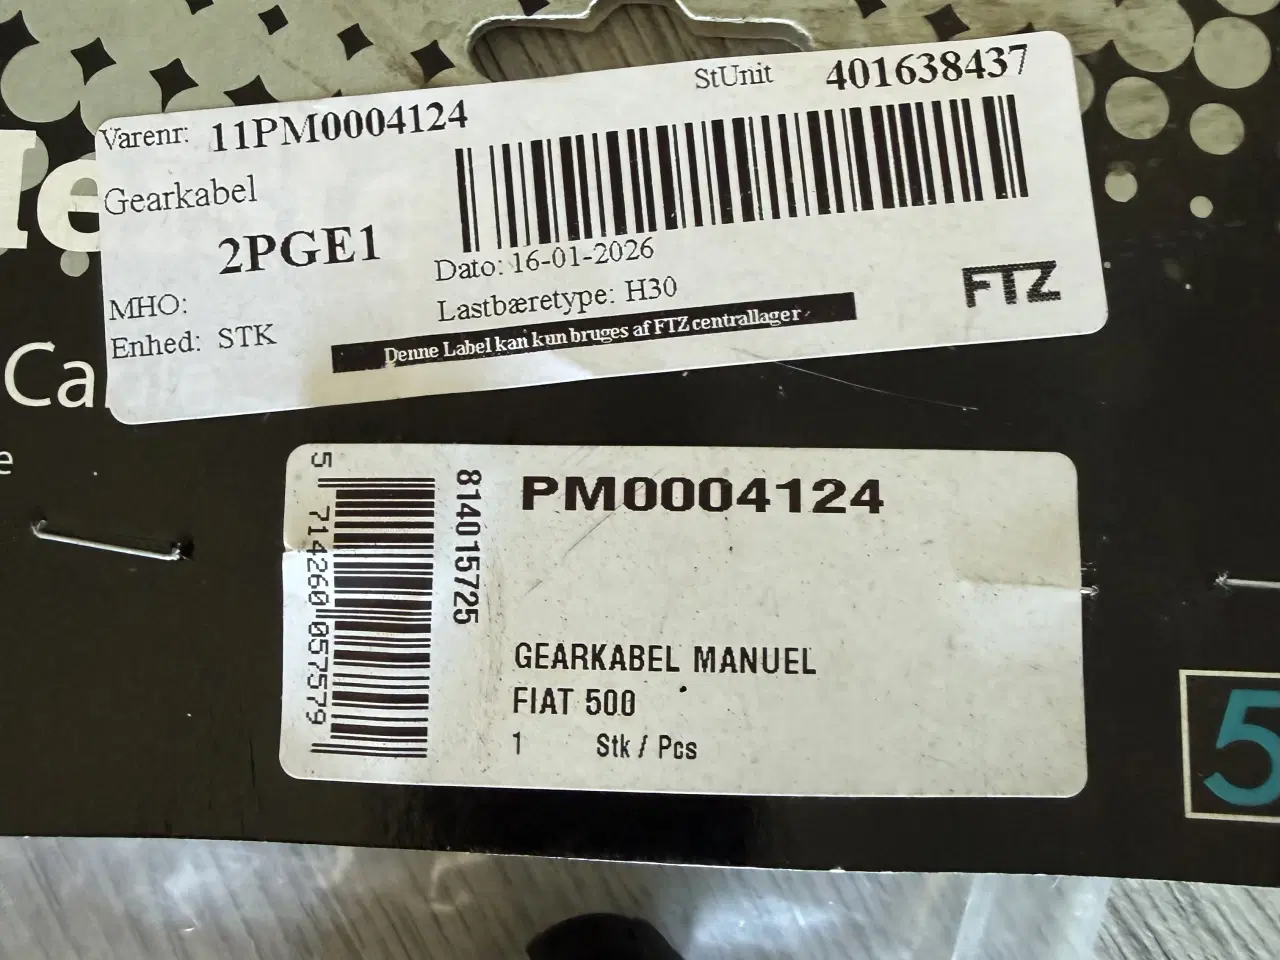 Varenr: 11PM0004124
StUnit 401638437
Gearkabel
2PGE1
Dato: 16-01-2026
MHO:
Lastbæretype: H30
Enhed: STK
FTZ
Denne Label kan kun bruges af FTZ centrallager
Ca
e
PM0004124
5 714260 057579
814015725
GEARKABEL MANUEL
FIAT 500
1 Stk / Pcs
5